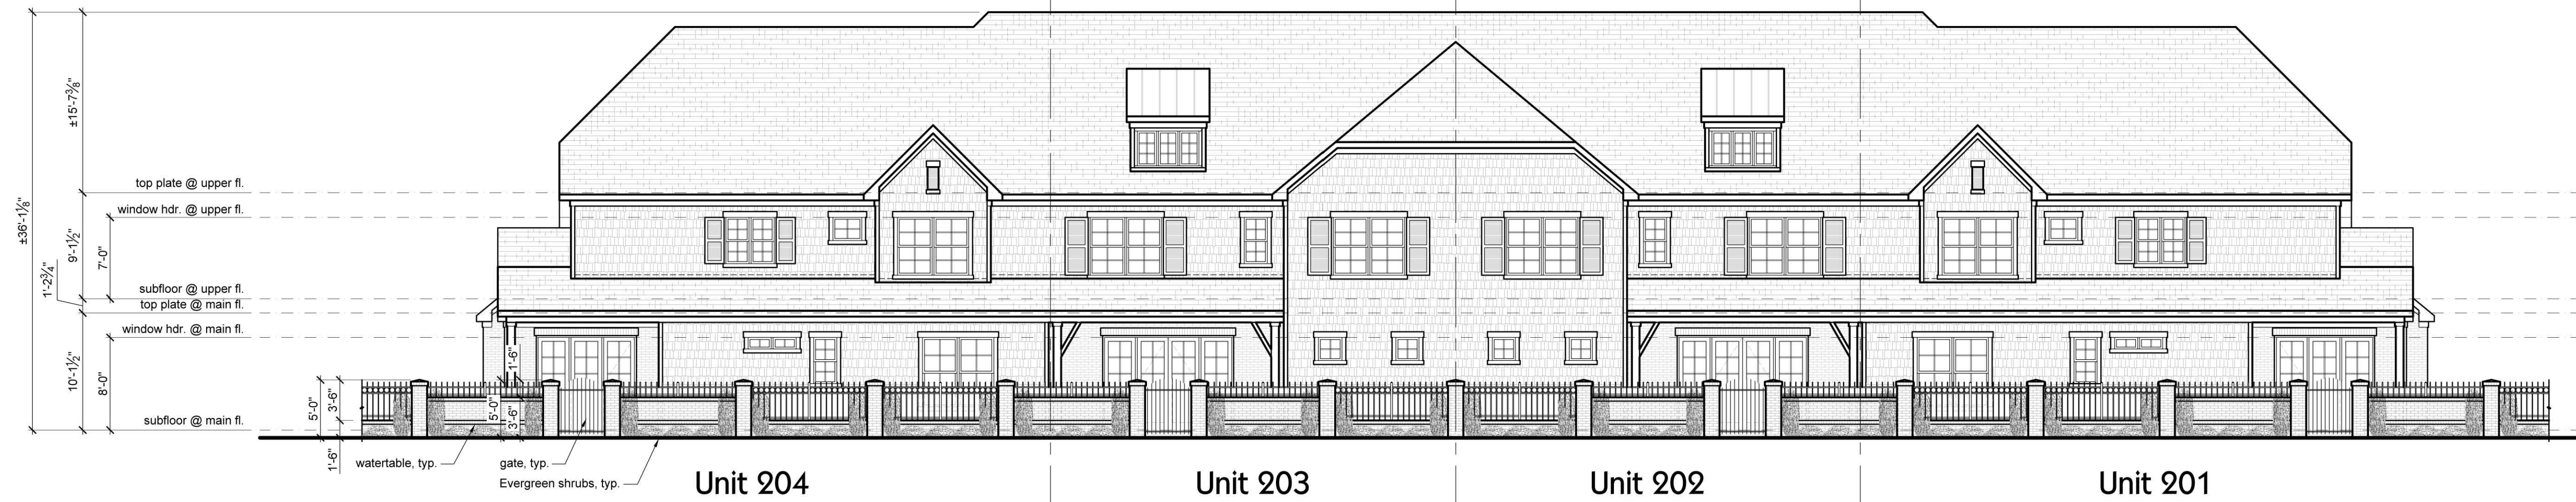 ±36'-1⅛"
±15'-7⅜"
top plate @ upper fl.
window hdr. @ upper fl.
9'-1½"
7'-0"
1'-2¾"
subfloor @ upper fl.
top plate @ main fl.
window hdr. @ main fl.
10'-1½"
8'-0"
subfloor @ main fl.
5'-0"
3'-6"
1'-6"
1'-6"
5'-0"
3'-6"
watertable, typ.
gate, typ.
Evergreen shrubs, typ.
Unit 204
Unit 203
Unit 202
Unit 201